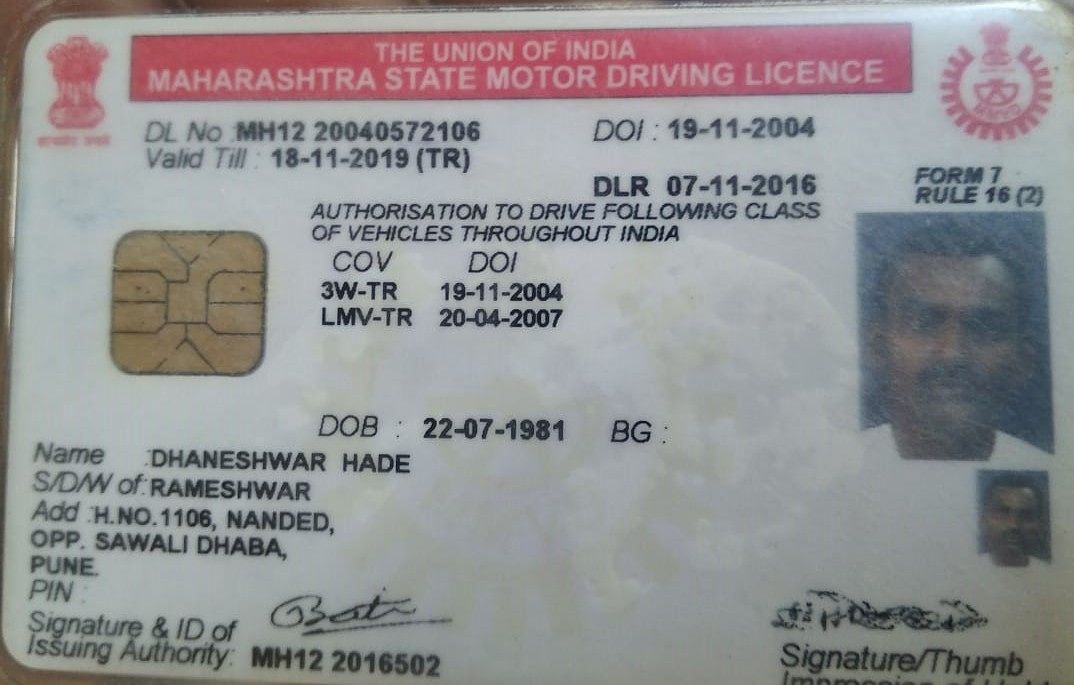 THE UNION OF INDIA
MAHARASHTRA STATE MOTOR DRIVING LICENCE
DL No : MH12 20040572106 DOI : 19-11-2004
Valid Till : 18-11-2019 (TR)
DLR 07-11-2016
FORM 7
RULE 16 (2)
AUTHORISATION TO DRIVE FOLLOWING CLASS
OF VEHICLES THROUGHOUT INDIA
COV DOI
3W-TR 19-11-2004
LMV-TR 20-04-2007
DOB : 22-07-1981 BG :
Name : DHANESHWAR HADE
S/D/W of: RAMESHWAR
Add : H.NO.1106, NANDED,
OPP. SAWALI DHABA,
PUNE.
PIN :
Signature & ID of
Issuing Authority: MH12 2016502
Signature/Thumb
Impression of